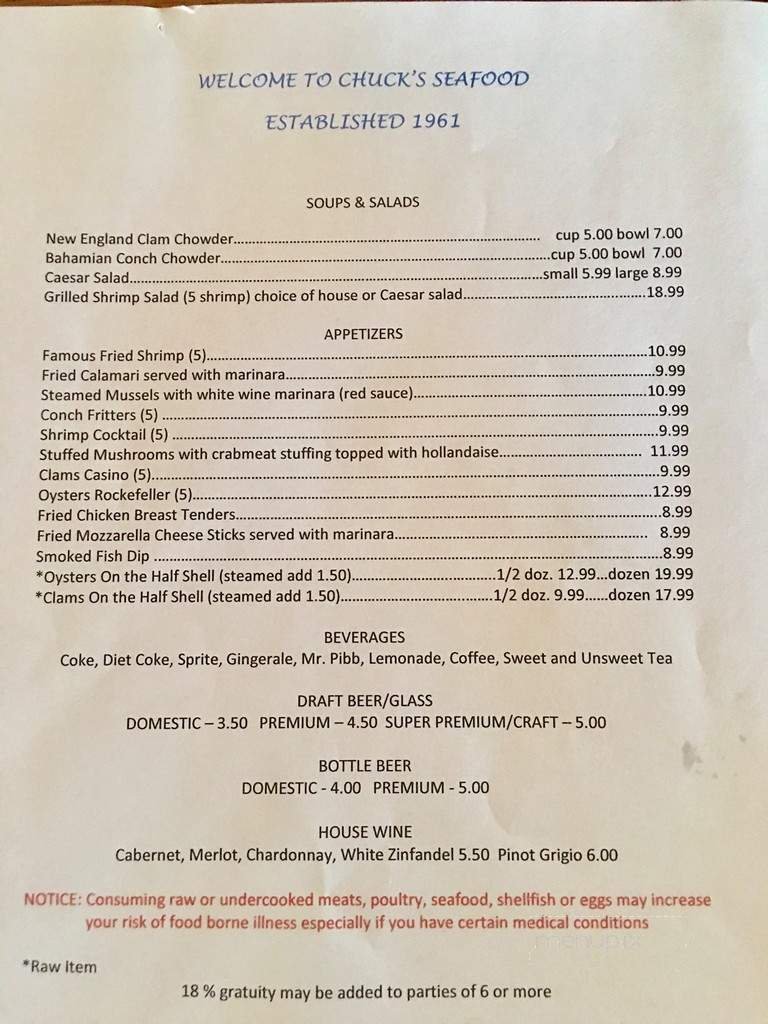 WELCOME TO CHUCK'S SEAFOOD
ESTABLISHED 1961
SOUPS & SALADS
New England Clam Chowder.......................................................................... cup 5.00 bowl 7.00
Bahamian Conch Chowder................................................................................cup 5.00 bowl 7.00
Caesar Salad.....................................................................................................small 5.99 large 8.99
Grilled Shrimp Salad (5 shrimp) choice of house or Caesar salad............................................18.99
APPETIZERS
Famous Fried Shrimp (5)...........................................................................................................10.99
Fried Calamari served with marinara..........................................................................................9.99
Steamed Mussels with white wine marinara (red sauce)........................................................10.99
Conch Fritters (5) ........................................................................................................................9.99
Shrimp Cocktail (5) .....................................................................................................................9.99
Stuffed Mushrooms with crabmeat stuffing topped with hollandaise................................... 11.99
Clams Casino (5)..........................................................................................................................9.99
Oysters Rockefeller (5)...............................................................................................................12.99
Fried Chicken Breast Tenders.......................................................................................................8.99
Fried Mozzarella Cheese Sticks served with marinara............................................................. 8.99
Smoked Fish Dip ...........................................................................................................................8.99
*Oysters On the Half Shell (steamed add 1.50)...................................1/2 doz. 12.99...dozen 19.99
*Clams On the Half Shell (steamed add 1.50).....................................1/2 doz. 9.99......dozen 17.99
BEVERAGES
Coke, Diet Coke, Sprite, Gingerale, Mr. Pibb, Lemonade, Coffee, Sweet and Unsweet Tea
DRAFT BEER/GLASS
DOMESTIC – 3.50 PREMIUM – 4.50 SUPER PREMIUM/CRAFT – 5.00
BOTTLE BEER
DOMESTIC - 4.00 PREMIUM - 5.00
HOUSE WINE
Cabernet, Merlot, Chardonnay, White Zinfandel 5.50 Pinot Grigio 6.00
NOTICE: Consuming raw or undercooked meats, poultry, seafood, shellfish or eggs may increase
your risk of food borne illness especially if you have certain medical conditions
menupix
*Raw Item
18 % gratuity may be added to parties of 6 or more